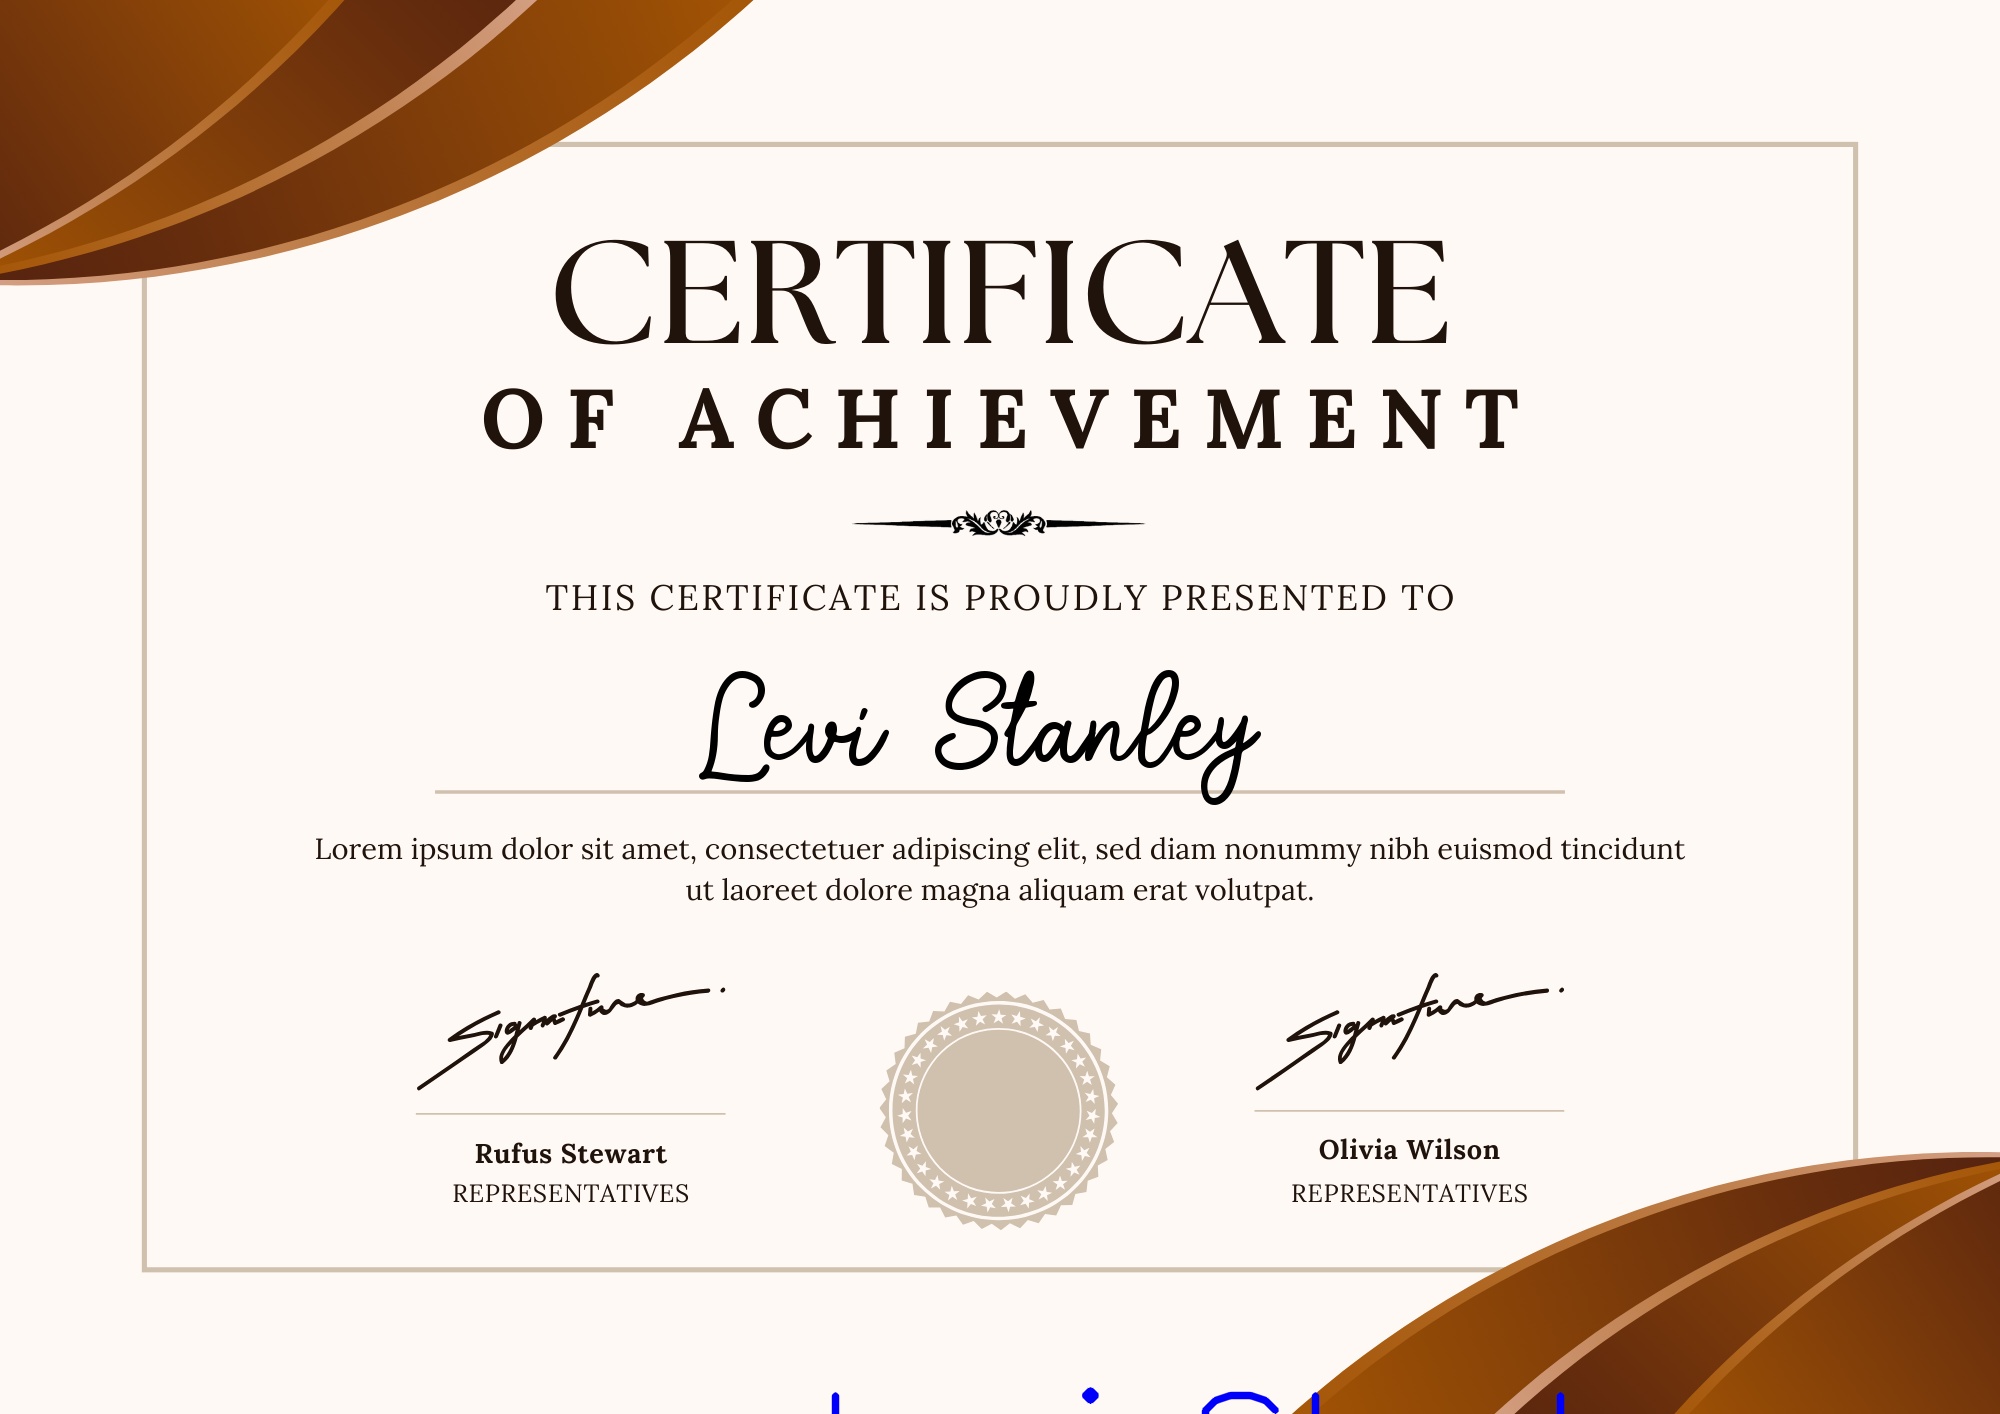 CERTIFICATE
OF ACHIEVEMENT
THIS CERTIFICATE IS PROUDLY PRESENTED TO
Levi Stanley
Lorem ipsum dolor sit amet, consectetuer adipiscing elit, sed diam nonummy nibh euismod tincidunt
ut laoreet dolore magna aliquam erat volutpat.
Signature
Signature
Rufus Stewart
Olivia Wilson
REPRESENTATIVES
REPRESENTATIVES